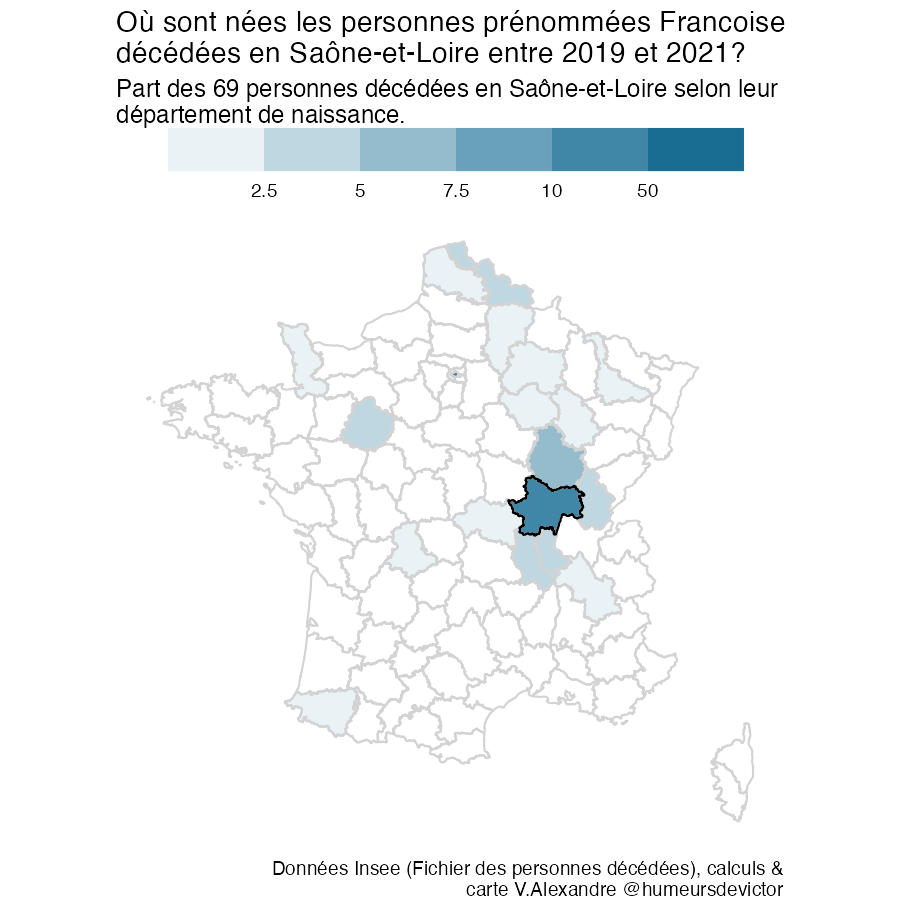 Où sont nées les personnes prénommées Francoise
décédées en Saône-et-Loire entre 2019 et 2021?
Part des 69 personnes décédées en Saône-et-Loire selon leur
département de naissance.
2.5 5 7.5 10 50
Données Insee (Fichier des personnes décédées), calculs &
carte V.Alexandre @humeursdevictor